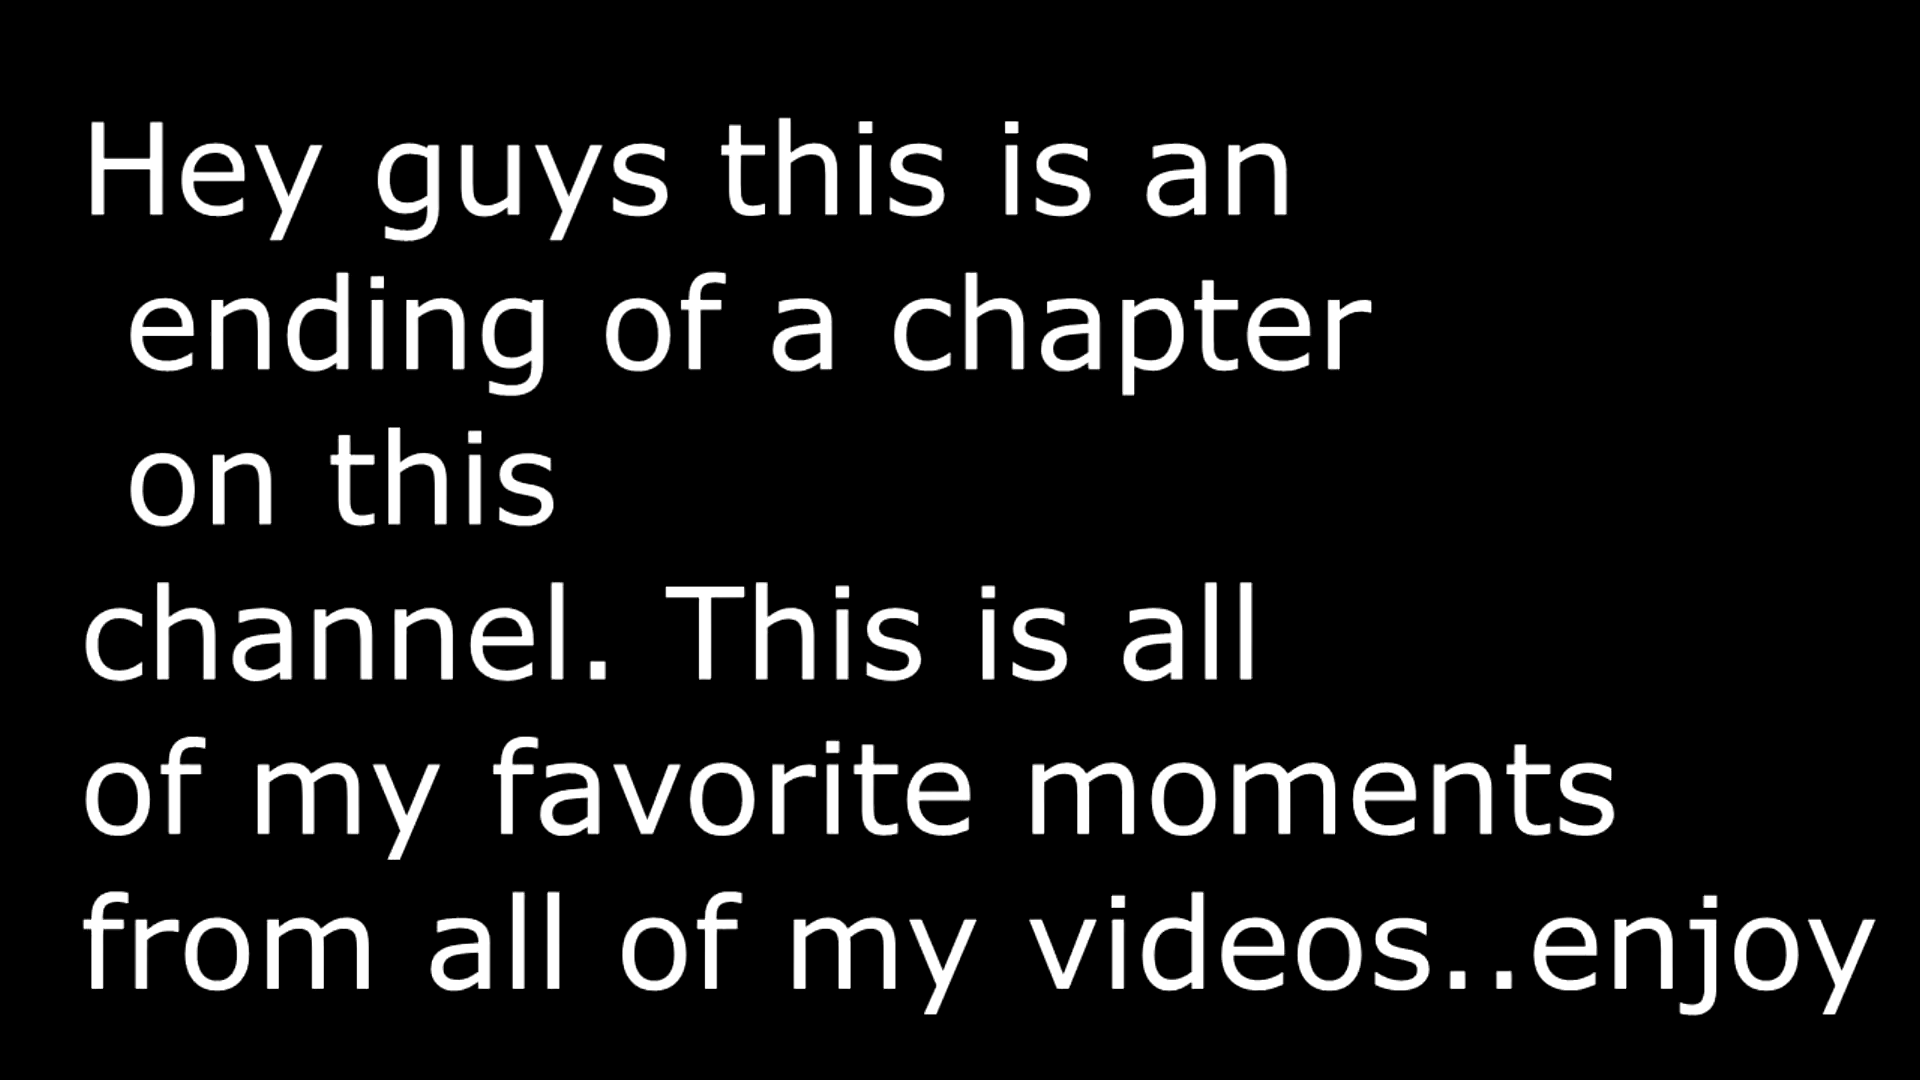 Hey guys this is an
ending of a chapter
on this
channel. This is all
of my favorite moments
from all of my videos..enjoy